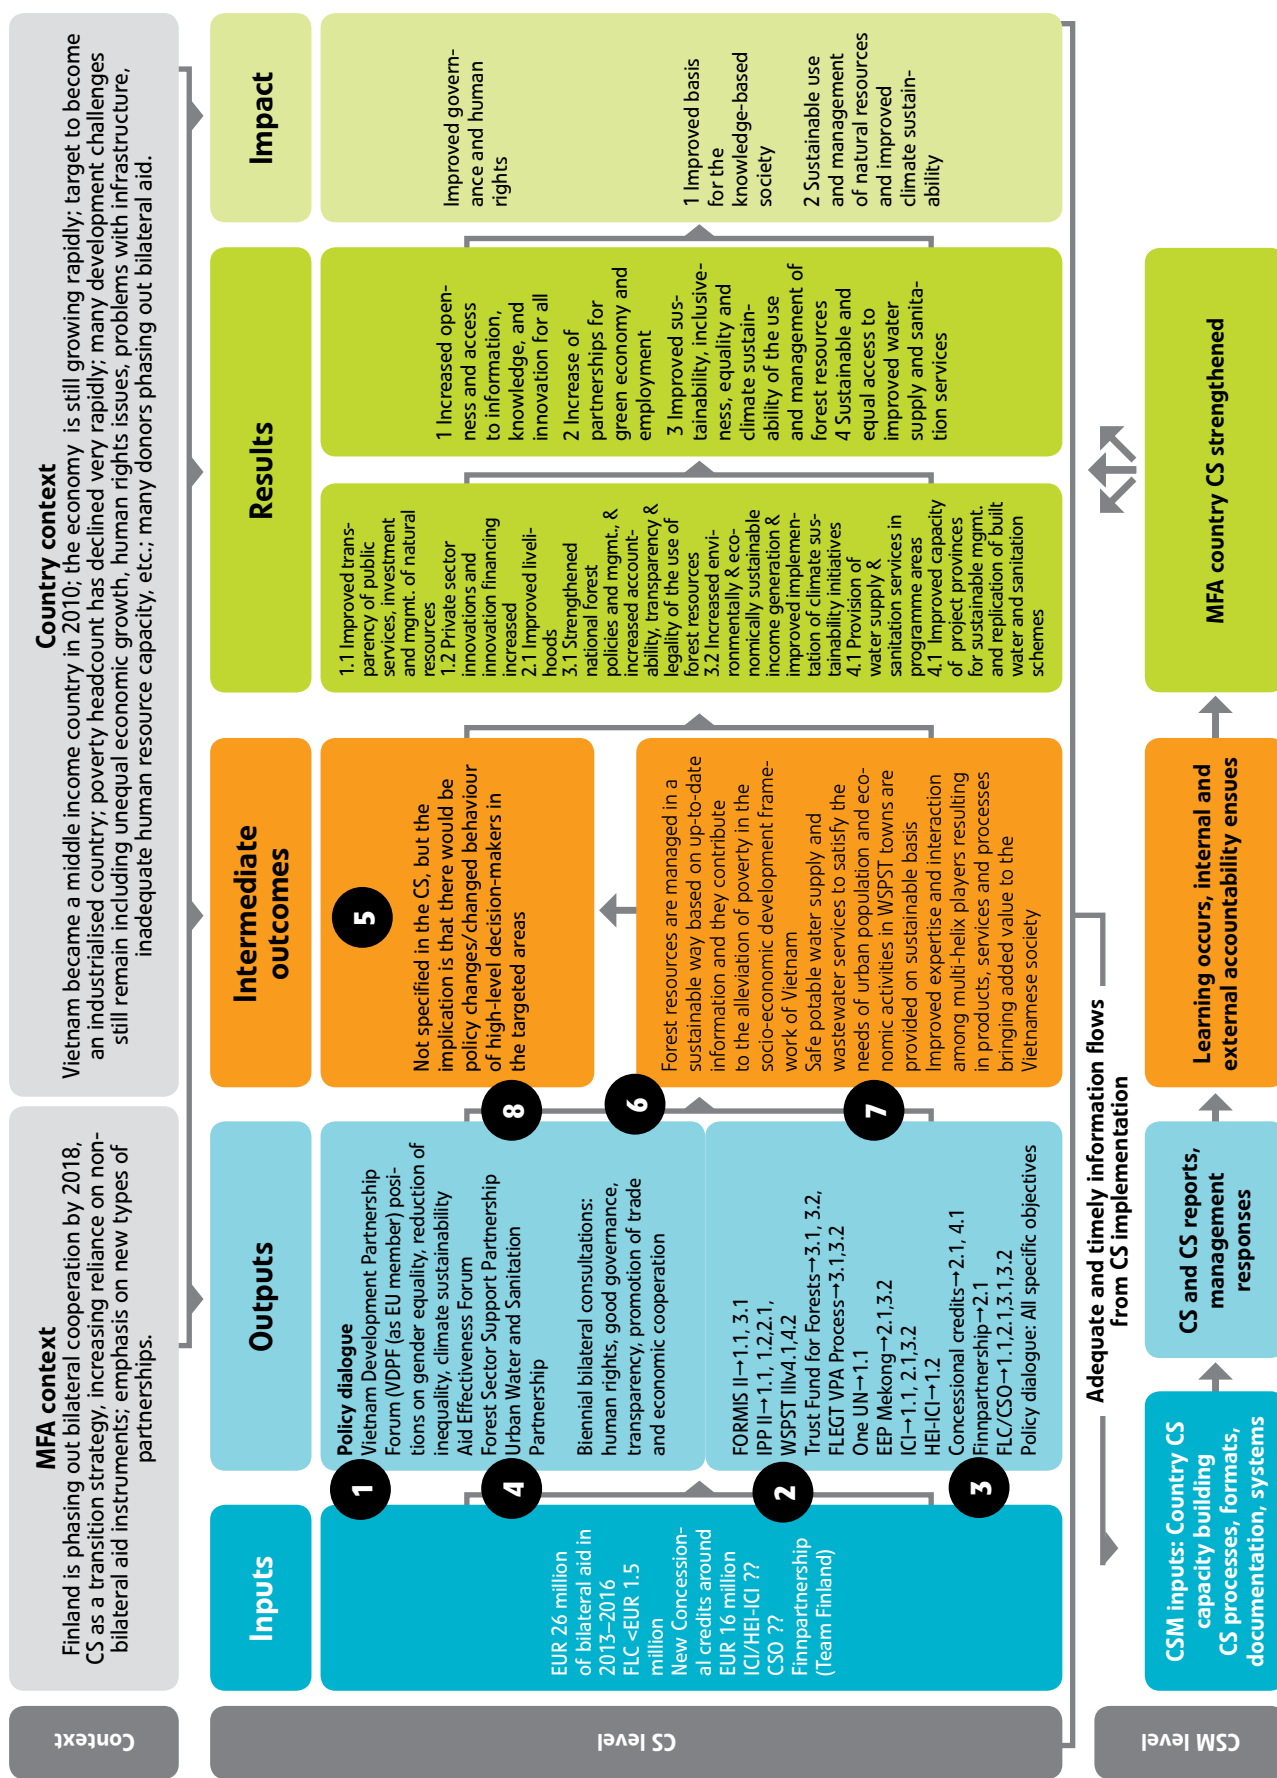 Context
MFA context
Finland is phasing out bilateral cooperation by 2018,
CS as a transition strategy, increasing reliance on non-
bilateral aid instruments; emphasis on new types of
partnerships.
Country context
Vietnam became a middle income country in 2010; the economy is still growing rapidly; target to become
an industrialised country; poverty headcount has declined very rapidly; many development challenges
still remain including unequal economic growth, human rights issues, problems with infrastructure,
inadequate human resource capacity, etc.; many donors phasing out bilateral aid.
CS level
Inputs
EUR 26 million
of bilateral aid in
2013–2016
FLC <EUR 1.5
million
New Concession-
al credits around
EUR 16 million
ICI/HEI-ICI ??
CSO ??
Finnpartnership
(Team Finland)
1
4
2
3
Outputs
Policy dialogue
Vietnam Development Partnership
Forum (VDPF (as EU member) posi-
tions on gender equality, reduction of
inequality, climate sustainability
Aid Effectiveness Forum
Forest Sector Support Partnership
Urban Water and Sanitation
Partnership
Biennial bilateral consultations:
human rights, good governance,
transparency, promotion of trade
and economic cooperation
FORMIS II→1.1, 3.1
IPP II→1.1, 1.2,2.1,
WSPST IIIv4.1,4.2
Trust Fund for Forests→3.1, 3.2,
FLEGT VPA Process→3.1,3.2
One UN→1.1
EEP Mekong→2.1,3.2
ICI→1.1, 2.1,3.2
HEI-ICI→1.2
Concessional credits→2.1, 4.1
Finnpartnership→2.1
FLC/CSO→1.1,2.1,3.1,3.2
Policy dialogue: All specific objectives
8
6
7
Intermediate
outcomes
5
Not specified in the CS, but the
implication is that there would be
policy changes/changed behaviour
of high-level decision-makers in
the targeted areas
Forest resources are managed in a
sustainable way based on up-to-date
information and they contribute
to the alleviation of poverty in the
socio-economic development frame-
work of Vietnam
Safe potable water supply and
wastewater services to satisfy the
needs of urban population and eco-
nomic activities in WSPST towns are
provided on sustainable basis
Improved expertise and interaction
among multi-helix players resulting
in products, services and processes
bringing added value to the
Vietnamese society
Results
1.1 Improved trans-
parency of public
services, investment
and mgmt. of natural
resources
1.2 Private sector
innovations and
innovation financing
increased
2.1 Improved liveli-
hoods
3.1 Strengthened
national forest
policies and mgmt., &
increased account-
ability, transparency &
legality of the use of
forest resources
3.2 Increased envi-
ronmentally & eco-
nomically sustainable
income generation &
improved implemen-
tation of climate sus-
tainability initiatives
4.1 Provision of
water supply &
sanitation services in
programme areas
4.1 Improved capacity
of project provinces
for sustainable mgmt.
and replication of built
water and sanitation
schemes
1 Increased open-
ness and access
to information,
knowledge, and
innovation for all
2 Increase of
partnerships for
green economy and
employment
3 Improved sus-
tainability, inclusive-
ness, equality and
climate sustain-
ability of the use
and management of
forest resources
4 Sustainable and
equal access to
improved water
supply and sanita-
tion services
Impact
Improved govern-
ance and human
rights
1 Improved basis
for the
knowledge-based
society
2 Sustainable use
and management
of natural resources
and improved
climate sustain-
ability
Adequate and timely information flows
from CS implementation
CSM level
CSM inputs: Country CS
capacity building
CS processes, formats,
documentation, systems
CS and CS reports,
management
responses
Learning occurs, internal and
external accountability ensues
MFA country CS strengthened